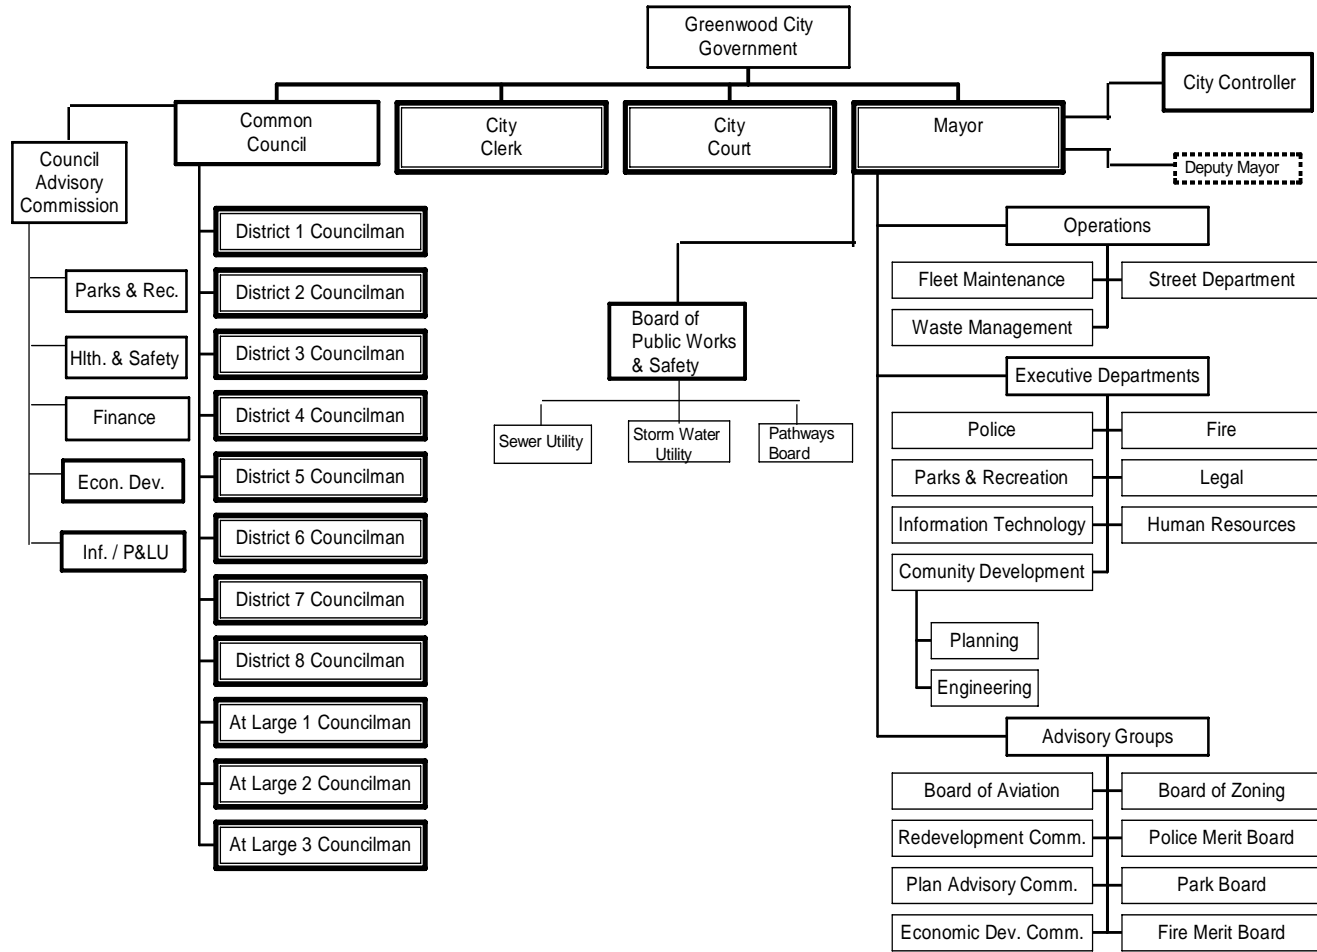 Greenwood City
Government
City Controller
Common
Council
City
Clerk
City
Court
Mayor
Deputy Mayor
Council
Advisory
Commission
Parks & Rec.
Hlth. & Safety
Finance
Econ. Dev.
Inf. / P&LU
District 1 Councilman
District 2 Councilman
District 3 Councilman
District 4 Councilman
District 5 Councilman
District 6 Councilman
District 7 Councilman
District 8 Councilman
At Large 1 Councilman
At Large 2 Councilman
At Large 3 Councilman
Board of
Public Works
& Safety
Sewer Utility
Storm Water
Utility
Pathways
Board
Operations
Fleet Maintenance
Street Department
Waste Management
Executive Departments
Police
Fire
Parks & Recreation
Legal
Information Technology
Human Resources
Comunity Development
Planning
Engineering
Advisory Groups
Board of Aviation
Board of Zoning
Redevelopment Comm.
Police Merit Board
Plan Advisory Comm.
Park Board
Economic Dev. Comm.
Fire Merit Board